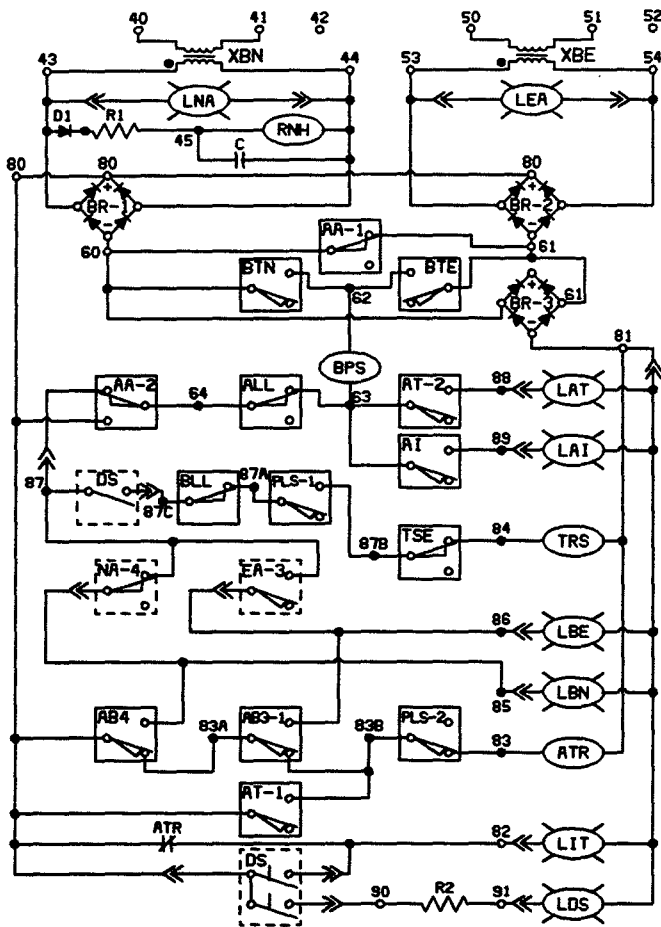 40 41 42 50 51 52
XBN XBE
43 44 53 54
LNA LEA
D1 R1 RNH
45 C
80 80 80
BR-1 BR-2
AA-1
60 61
BTN BTE
62 BR-3 61
81
BPS
AA-2 64 ALL 63 AT-2 88 LAT
AI 89 LAI
87 DS BLL 87A PLS-1
87C
87B TSE 84 TRS
NA-4 EA-3
86 LBE
LBN
85
AB4 83A AB3-1 83B PLS-2
83 ATR
AT-1
ATR 82 LIT
DS
90 R2 91 LDS
+
-
+
-
+
-